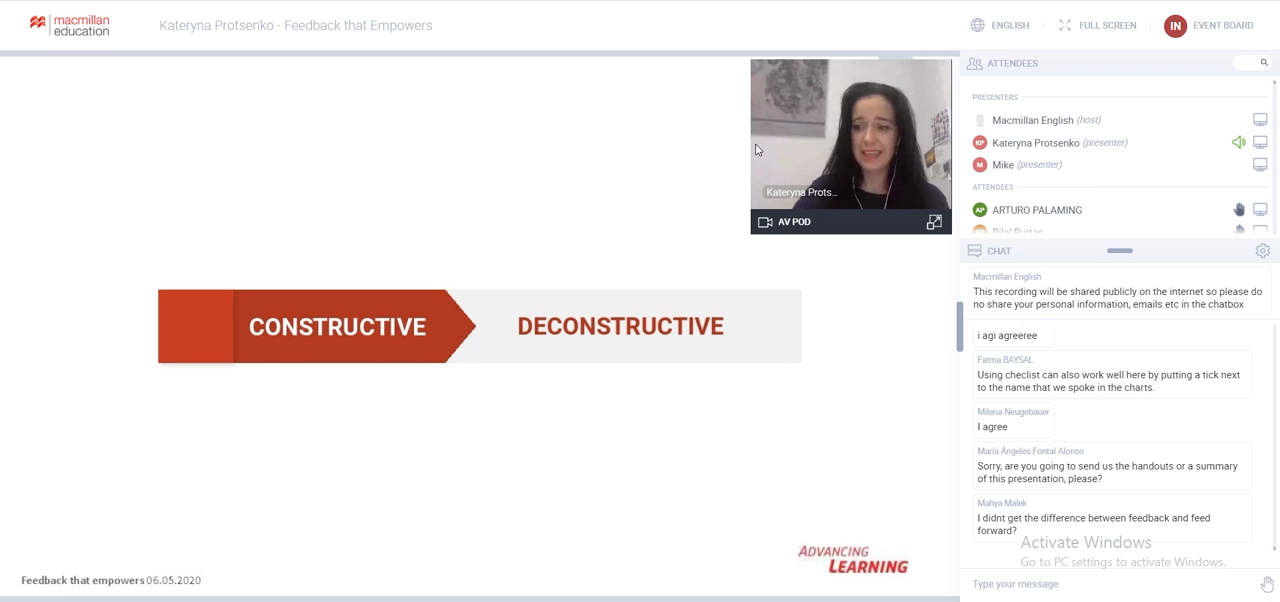 macmillan
education
Kateryna Protsenko - Feedback that Empowers
ENGLISH
FULL SCREEN
IN
EVENT BOARD
Kateryna Prots...
AV POD
CONSTRUCTIVE
DECONSTRUCTIVE
ADVANCING
LEARNING
Feedback that empowers 06.05.2020
ATTENDEES
PRESENTERS
Macmillan English (host)
KP Kateryna Protsenko (presenter)
M Mike (presenter)
ATTENDEES
AP ARTURO PALAMING
CHAT
Macmillan English
This recording will be shared publicly on the internet so please do
no share your personal information, emails etc in the chatbox
i agi agreeree
Fatma BAYSAL
Using checlist can also work well here by putting a tick next
to the name that we spoke in the charts.
Milena Neugebauer
I agree
María Ángeles Fontal Alonso
Sorry, are you going to send us the handouts or a summary
of this presentation, please?
Mahya Malek
I didnt get the difference between feedback and feed
forward?
Activate Windows
Go to PC settings to activate Windows.
Type your message